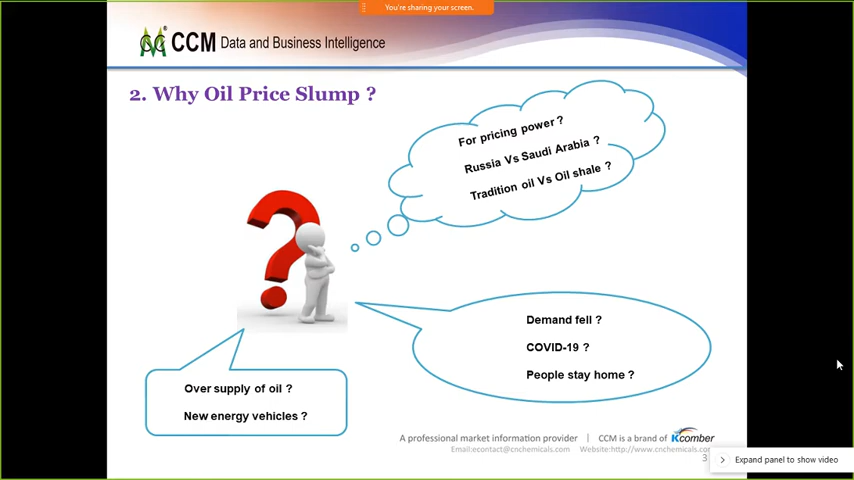 You're sharing your screen.
CCM Data and Business Intelligence
2. Why Oil Price Slump ?
For pricing power ?
Russia Vs Saudi Arabia ?
Tradition oil Vs Oil shale ?
Demand fell ?
COVID-19 ?
People stay home ?
Over supply of oil ?
New energy vehicles ?
A professional market information provider | CCM is a brand of Kcomber
Email:econtact@cnchemicals.com Website:http://www.cnchemicals.com
3
Expand panel to show video